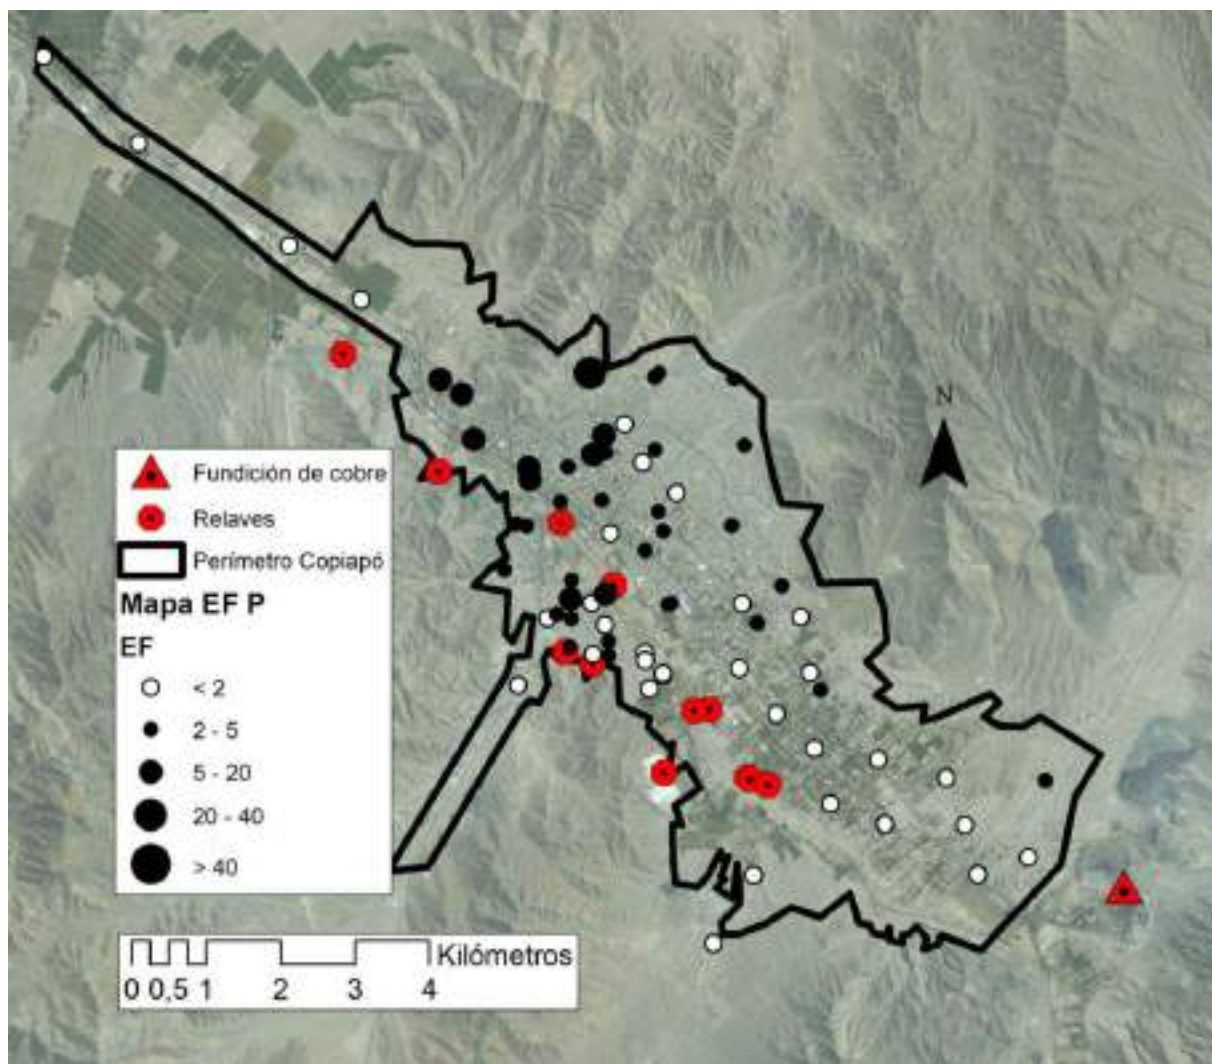 N
Fundición de cobre
Relaves
Perímetro Copiapó
Mapa EF P
EF
< 2
2 - 5
5 - 20
20 - 40
> 40
Kilómetros
0 0,5 1 2 3 4